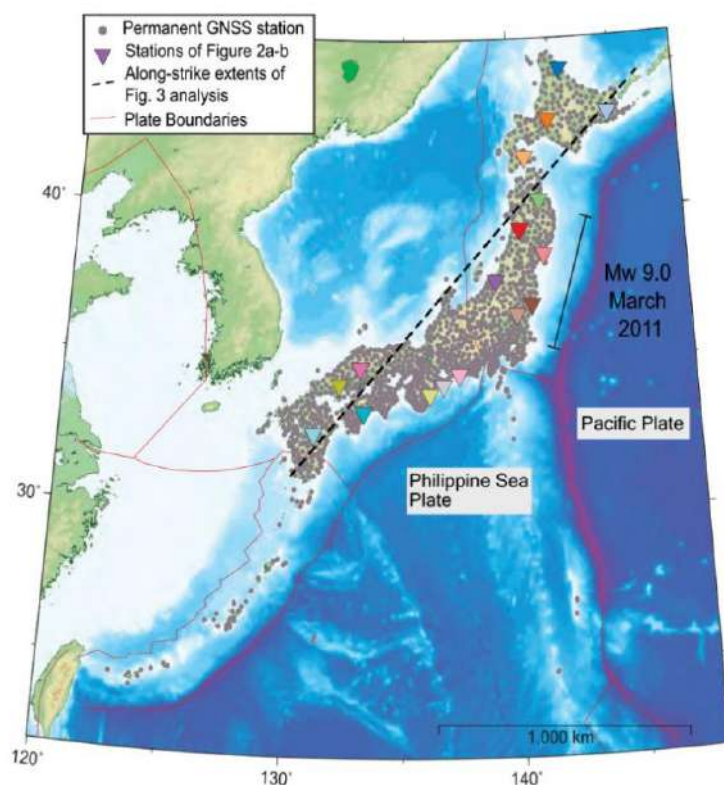 Permanent GNSS station
Stations of Figure 2a-b
Along-strike extents of
Fig. 3 analysis
Plate Boundaries
40°
Mw 9.0
March
2011
Pacific Plate
Philippine Sea
Plate
30°
1,000 km
120°
130°
140°